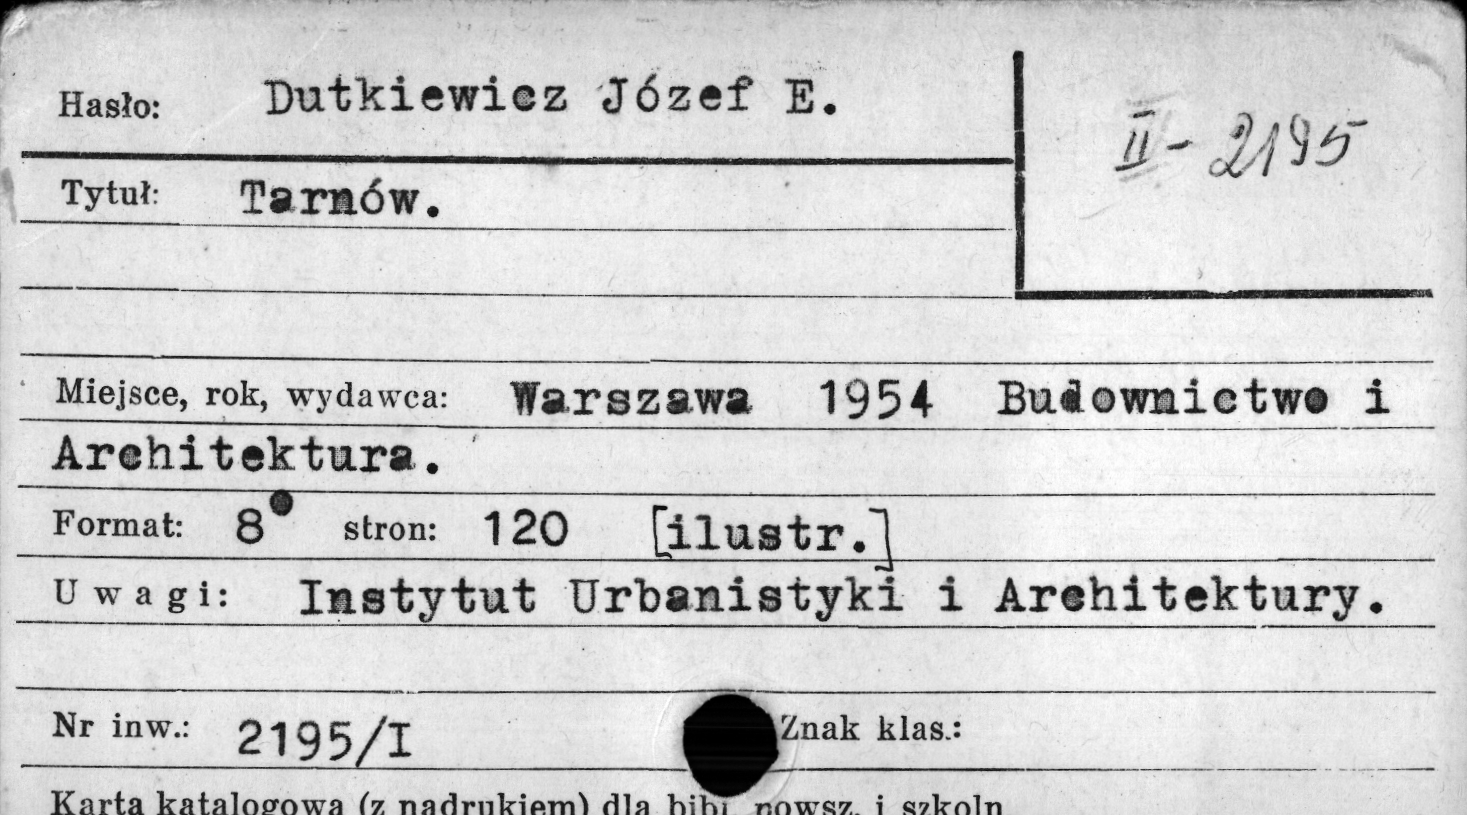 Hasło: Dutkiewicz Józef E.
II - 2195
Tytuł: Tarnów.
Miejsce, rok, wydawca: Warszawa 1954 Budownictwo i
Architektura.
Format: 8° stron: 120 [ilustr.]
Uwagi: Instytut Urbanistyki i Architektury.
Nr inw.: 2195/I Znak klas.:
Karta katalogowa (z nadrukiem) dla bibl. powsz. i szkoln